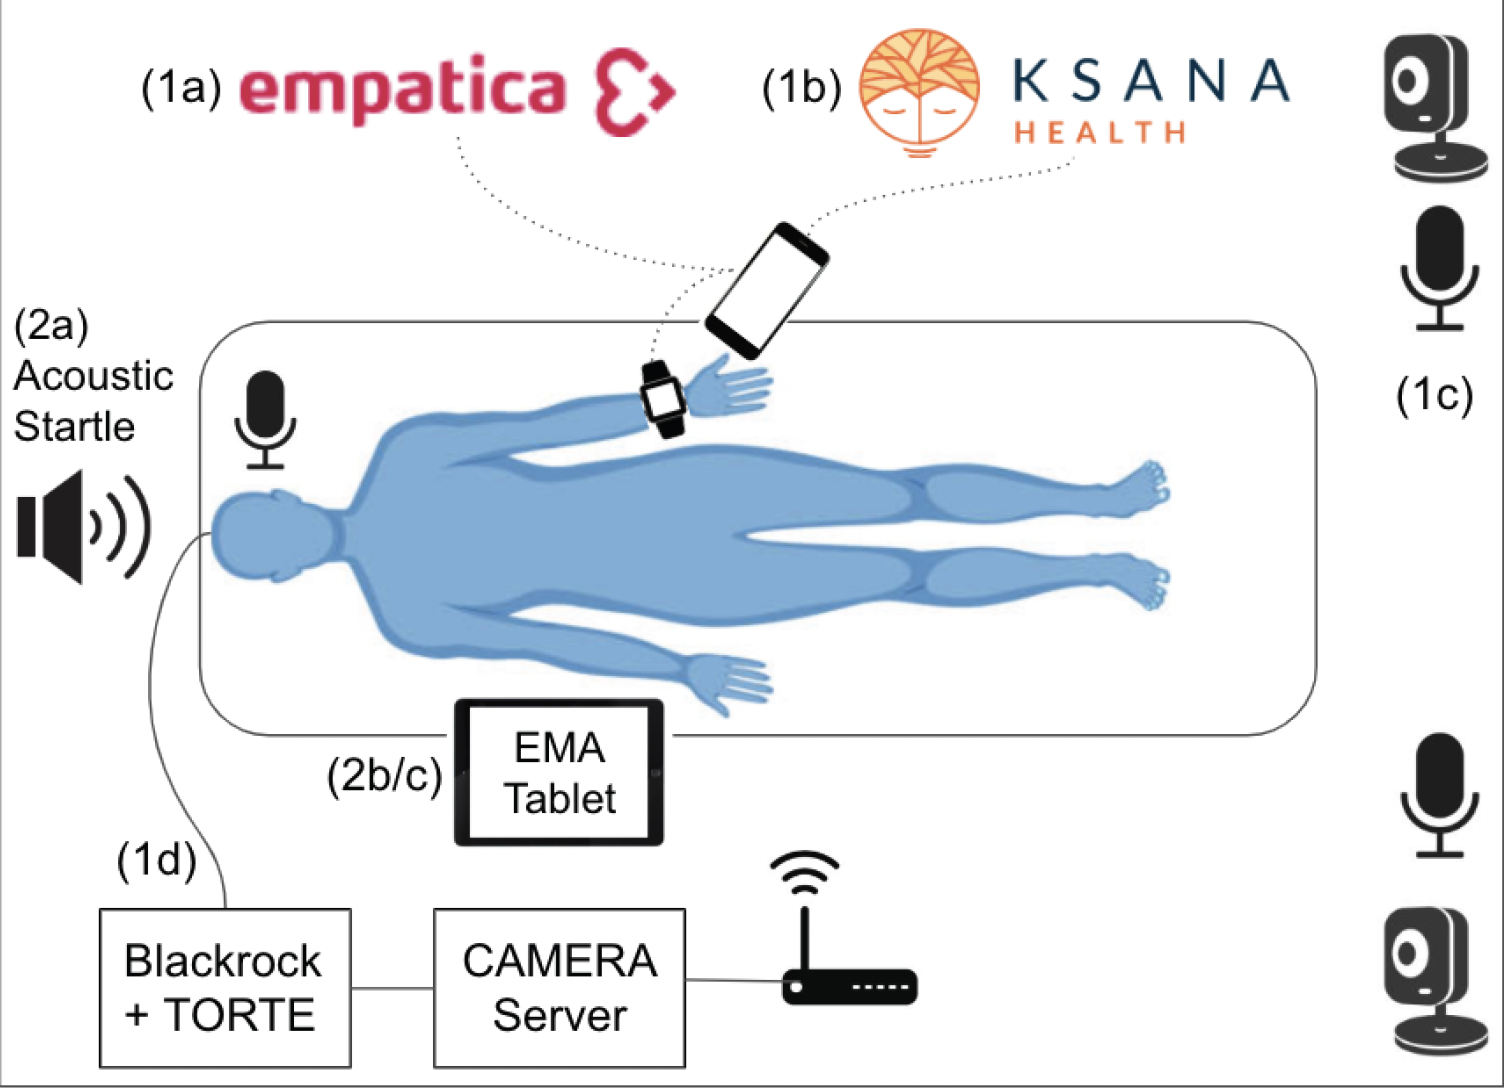 (1a) empatica
(1b) KSANA
HEALTH
(2a)
Acoustic
Startle
(1c)
(2b/c)
EMA
Tablet
(1d)
Blackrock
+ TORTE
CAMERA
Server